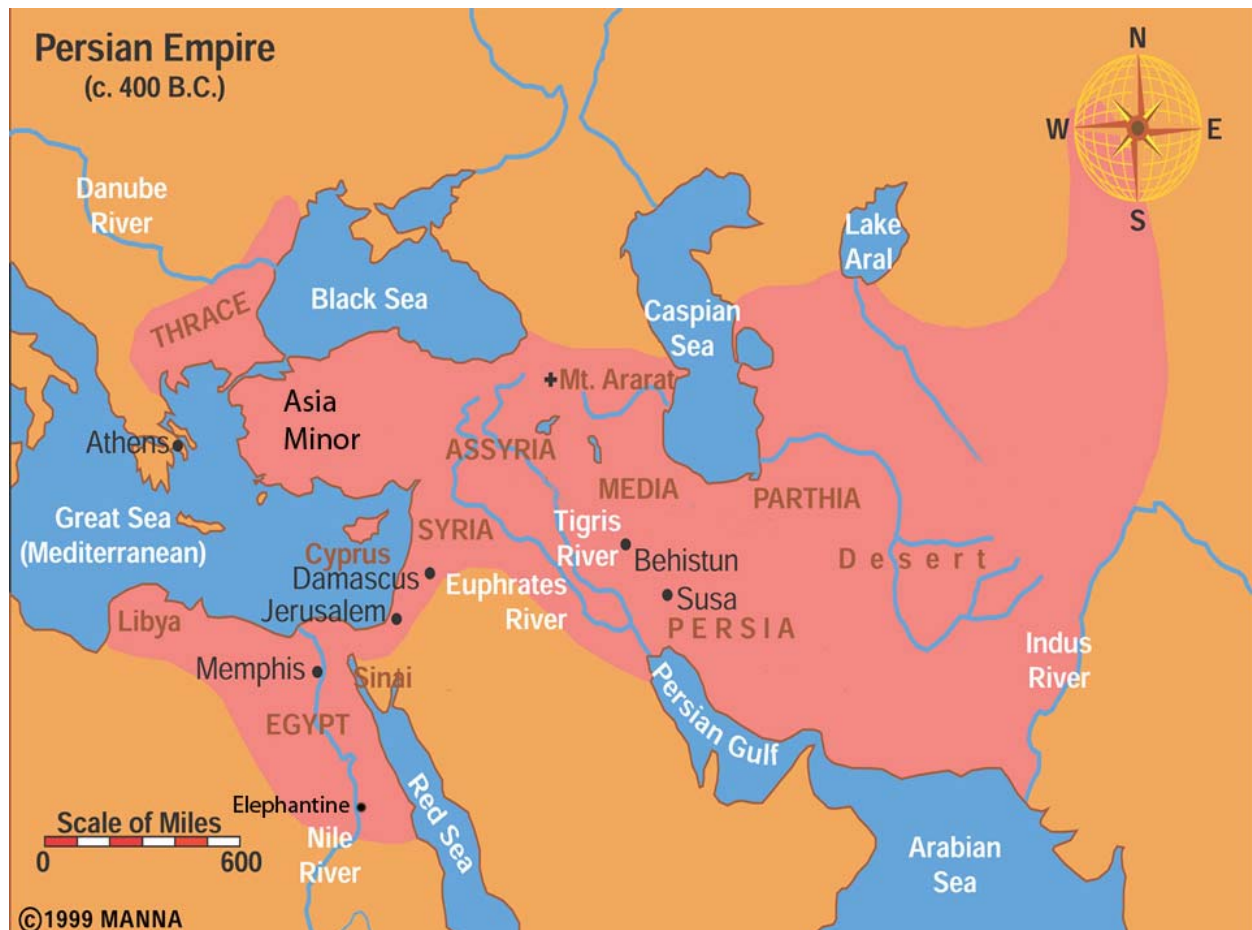 Persian Empire
(c. 400 B.C.)
N
W
E
S
Danube
River
Lake
Aral
THRACE
Black Sea
Caspian
Sea
Mt. Ararat
Asia
Minor
Athens
ASSYRIA
MEDIA
PARTHIA
Great Sea
(Mediterranean)
SYRIA
Tigris
River
Cyprus
Behistun
Desert
Damascus
Euphrates
River
Susa
Jerusalem
Libya
PERSIA
Indus
River
Memphis
Sinai
Persian Gulf
EGYPT
Red Sea
Elephantine
Scale of Miles
0
600
Nile
River
Arabian
Sea
©1999 MANNA